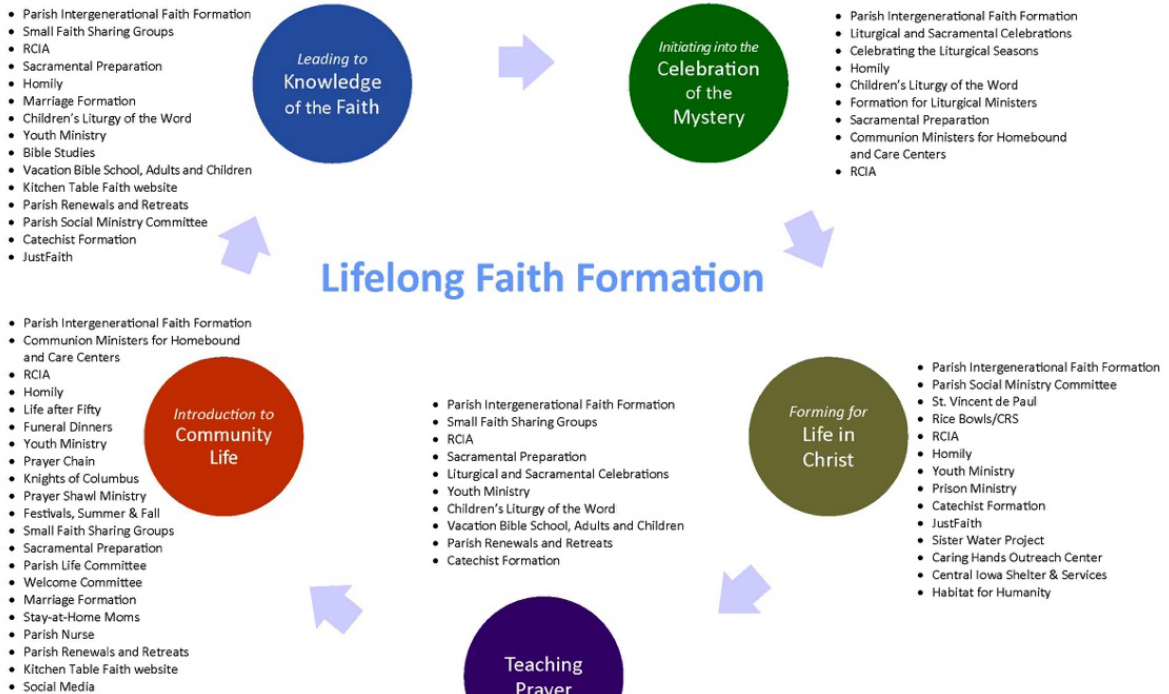 • Parish Intergenerational Faith Formation
• Small Faith Sharing Groups
• RCIA
• Sacramental Preparation
• Homily
• Marriage Formation
• Children's Liturgy of the Word
• Youth Ministry
• Bible Studies
• Vacation Bible School, Adults and Children
• Kitchen Table Faith website
• Parish Renewals and Retreats
• Parish Social Ministry Committee
• Catechist Formation
• JustFaith
Leading to
Knowledge
of the Faith
Initiating into the
Celebration
of the
Mystery
• Parish Intergenerational Faith Formation
• Liturgical and Sacramental Celebrations
• Celebrating the Liturgical Seasons
• Homily
• Children's Liturgy of the Word
• Formation for Liturgical Ministers
• Sacramental Preparation
• Communion Ministers for Homebound
and Care Centers
• RCIA
Lifelong Faith Formation
• Parish Intergenerational Faith Formation
• Communion Ministers for Homebound
and Care Centers
• RCIA
• Homily
• Life after Fifty
• Funeral Dinners
• Youth Ministry
• Prayer Chain
• Knights of Columbus
• Prayer Shawl Ministry
• Festivals, Summer & Fall
• Small Faith Sharing Groups
• Sacramental Preparation
• Parish Life Committee
• Welcome Committee
• Marriage Formation
• Stay-at-Home Moms
• Parish Nurse
• Parish Renewals and Retreats
• Kitchen Table Faith website
• Social Media
Introduction to
Community
Life
• Parish Intergenerational Faith Formation
• Small Faith Sharing Groups
• RCIA
• Sacramental Preparation
• Liturgical and Sacramental Celebrations
• Youth Ministry
• Children's Liturgy of the Word
• Vacation Bible School, Adults and Children
• Parish Renewals and Retreats
• Catechist Formation
Forming for
Life in
Christ
• Parish Intergenerational Faith Formation
• Parish Social Ministry Committee
• St. Vincent de Paul
• Rice Bowls/CRS
• RCIA
• Homily
• Youth Ministry
• Prison Ministry
• Catechist Formation
• JustFaith
• Sister Water Project
• Caring Hands Outreach Center
• Central Iowa Shelter & Services
• Habitat for Humanity
Teaching
Prayer